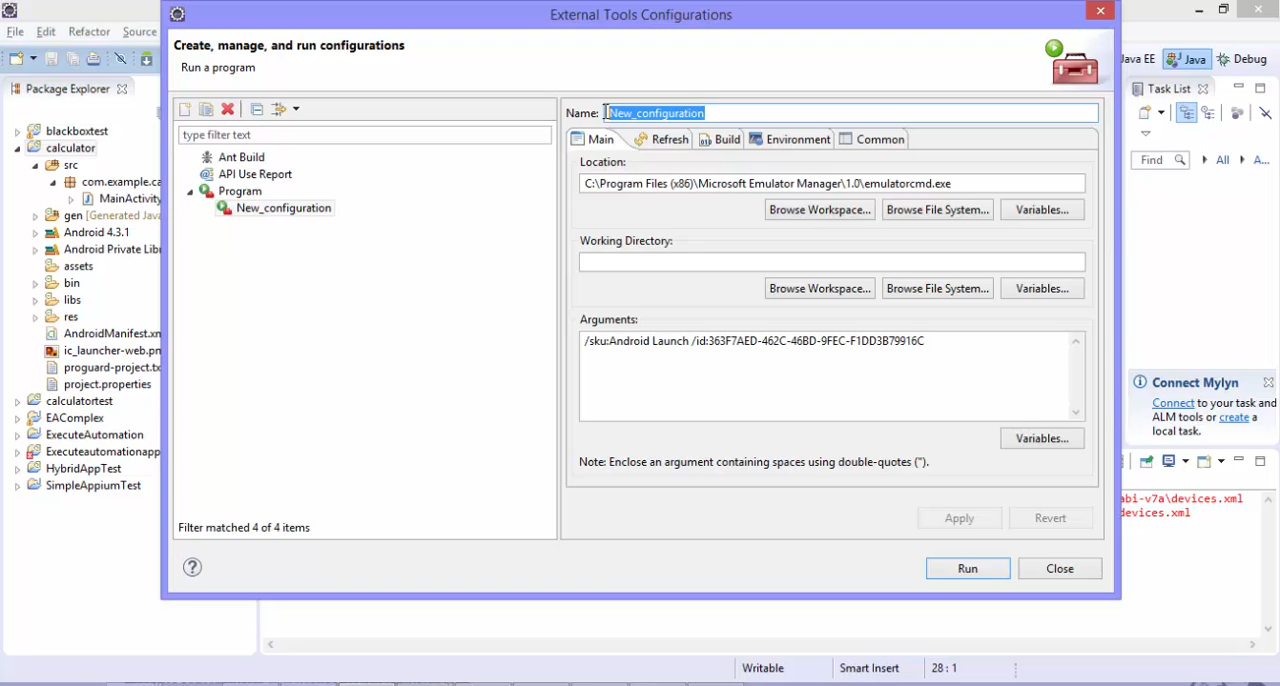 External Tools Configurations
File Edit Refactor Source
Create, manage, and run configurations
Run a program
Java EE Java Debug
Package Explorer
Task List
Find All A...
blackboxtest
calculator
src
com.example.ca
MainActivity
gen [Generated Java
Android 4.3.1
Android Private Libr
assets
bin
libs
res
AndroidManifest.xm
ic_launcher-web.pn
proguard-project.tx
project.properties
calculatortest
EAComplex
ExecuteAutomation
Executeautomationapp
HybridAppTest
SimpleAppiumTest
type filter text
Ant Build
API Use Report
Program
New_configuration
Filter matched 4 of 4 items
Name: New_configuration
Main Refresh Build Environment Common
Location:
C:\Program Files (x86)\Microsoft Emulator Manager\1.0\emulatorcmd.exe
Browse Workspace... Browse File System... Variables...
Working Directory:
Browse Workspace... Browse File System... Variables...
Arguments:
/sku:Android Launch /id:363F7AED-462C-46BD-9FEC-F1DD3B79916C
Variables...
Note: Enclose an argument containing spaces using double-quotes (").
Apply Revert
Run Close
Connect Mylyn
Connect to your task and
ALM tools or create a
local task.
abi-v7a\devices.xml
devices.xml
Writable Smart Insert 28 : 1